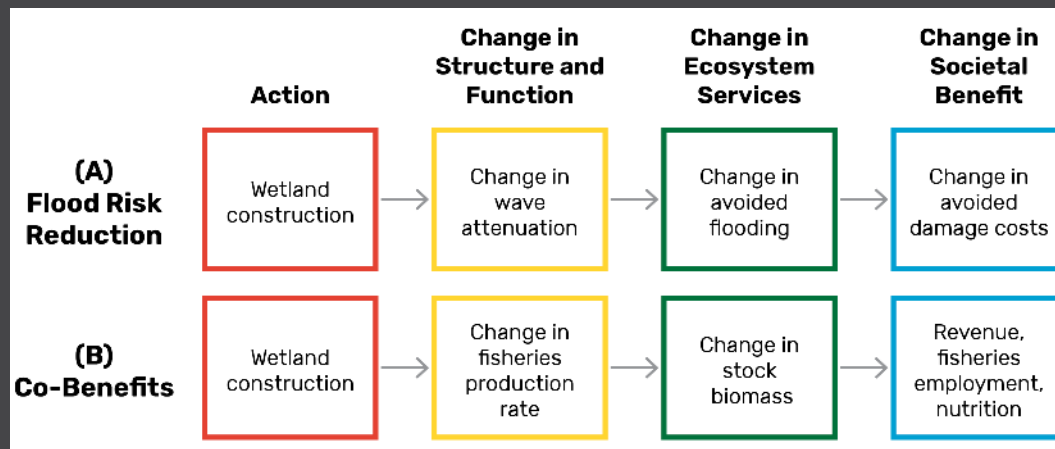 Action
Change in
Structure and
Function
Change in
Ecosystem
Services
Change in
Societal
Benefit
(A)
Flood Risk
Reduction
Wetland
construction
Change in
wave
attenuation
Change in
avoided
flooding
Change in
avoided
damage costs
(B)
Co-Benefits
Wetland
construction
Change in
fisheries
production
rate
Change in
stock
biomass
Revenue,
fisheries
employment,
nutrition